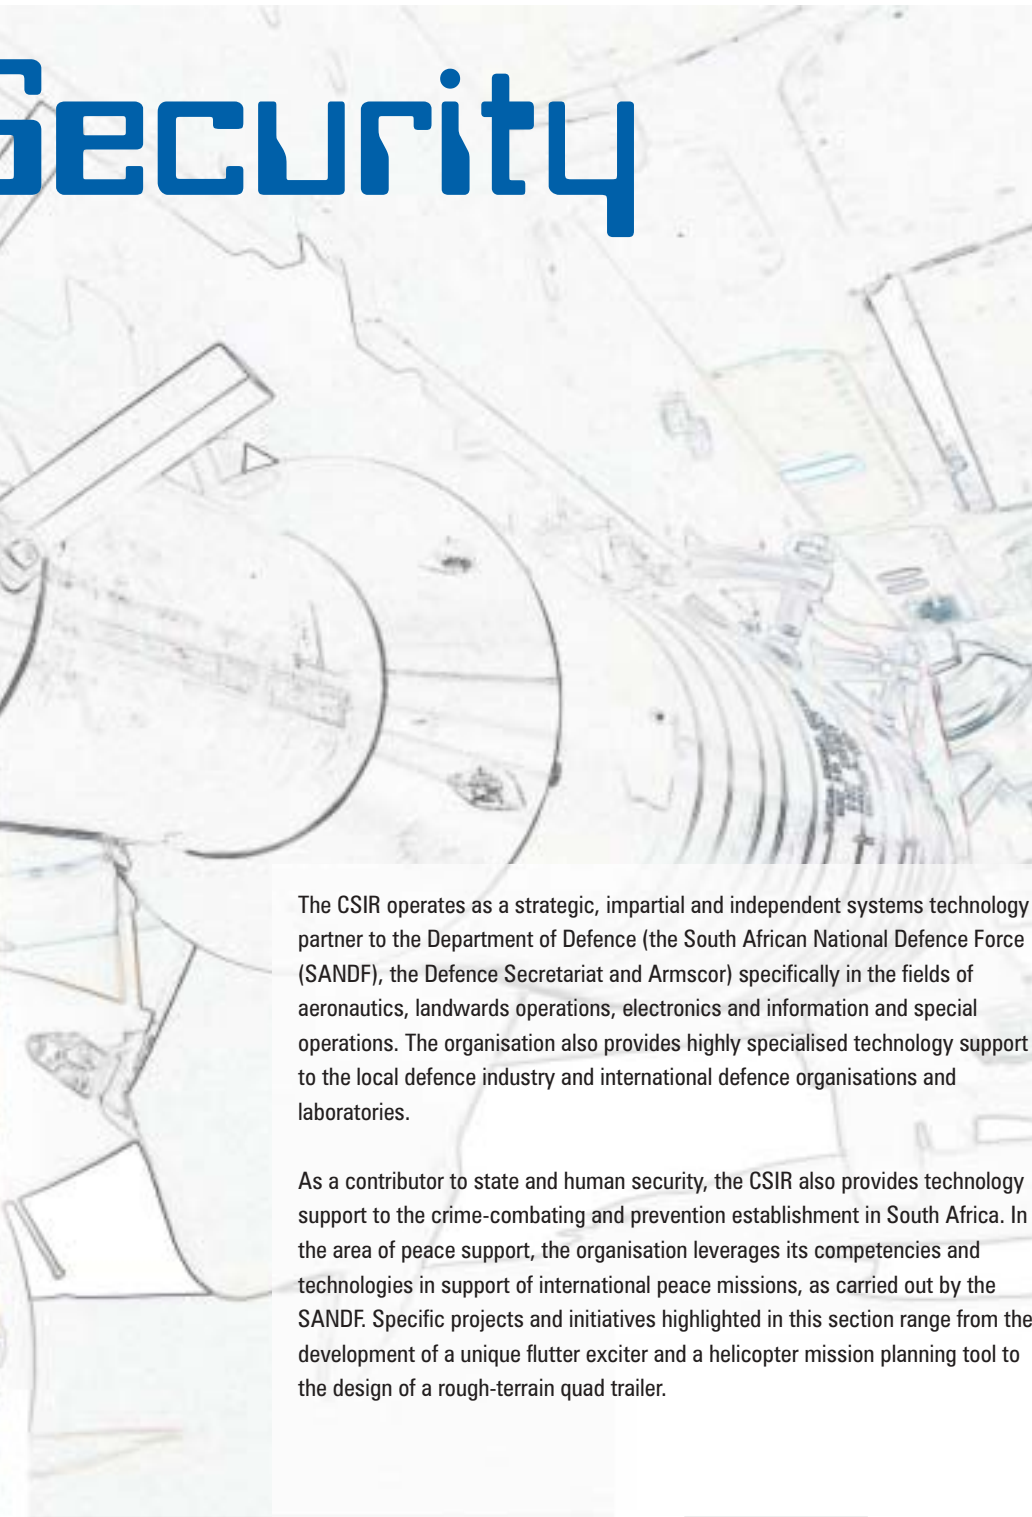 Security
The CSIR operates as a strategic, impartial and independent systems technology
partner to the Department of Defence (the South African National Defence Force
(SANDF), the Defence Secretariat and Armscor) specifically in the fields of
aeronautics, landwards operations, electronics and information and special
operations. The organisation also provides highly specialised technology support
to the local defence industry and international defence organisations and
laboratories.
As a contributor to state and human security, the CSIR also provides technology
support to the crime-combating and prevention establishment in South Africa. In
the area of peace support, the organisation leverages its competencies and
technologies in support of international peace missions, as carried out by the
SANDF. Specific projects and initiatives highlighted in this section range from the
development of a unique flutter exciter and a helicopter mission planning tool to
the design of a rough-terrain quad trailer.